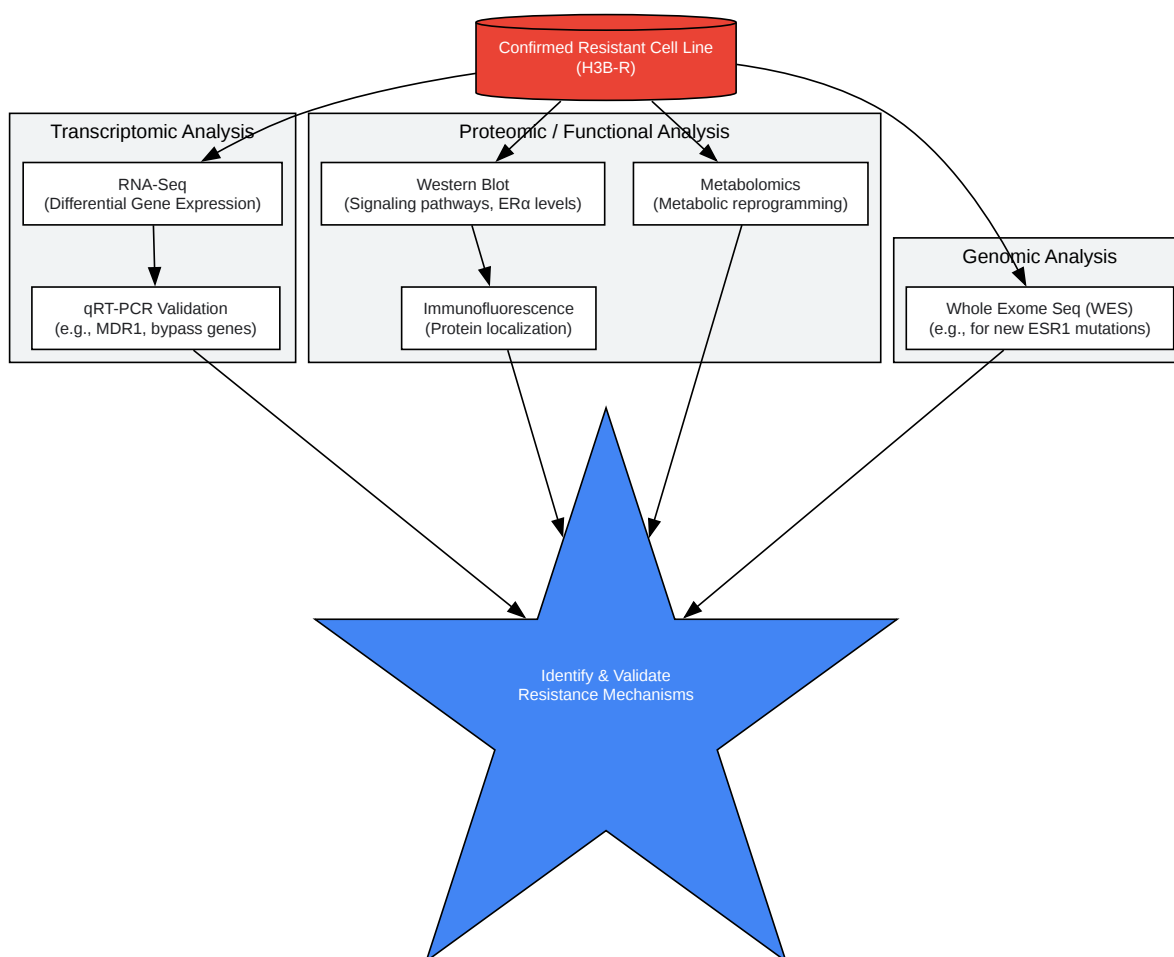 Confirmed Resistant Cell Line
(H3B-R)
Transcriptomic Analysis
RNA-Seq
(Differential Gene Expression)
qRT-PCR Validation
(e.g., MDR1, bypass genes)
Proteomic / Functional Analysis
Western Blot
(Signaling pathways, ERα levels)
Metabolomics
(Metabolic reprogramming)
Immunofluorescence
(Protein localization)
Genomic Analysis
Whole Exome Seq (WES)
(e.g., for new ESR1 mutations)
Identify & Validate
Resistance Mechanisms